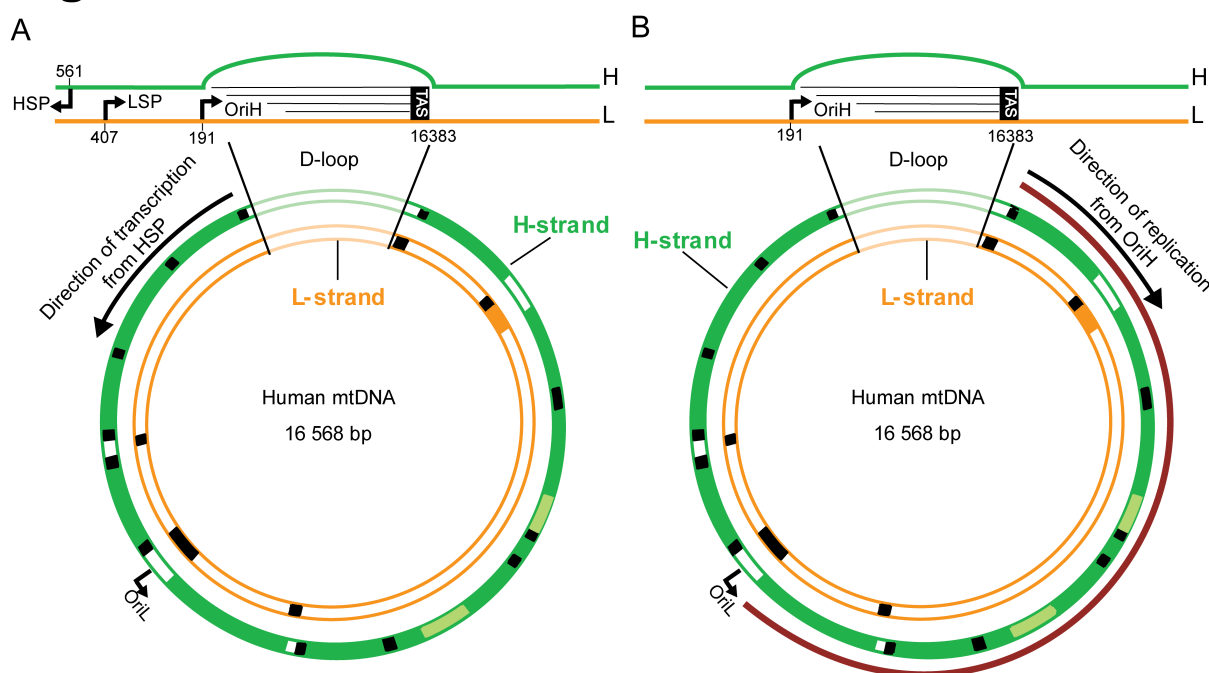 A
561
H
HSP
LSP
OriH
TAS
L
407
191
16383
D-loop
Direction of transcription
from HSP
H-strand
L-strand
Human mtDNA
16 568 bp
OriL
B
H
OriH
TAS
L
191
16383
D-loop
Direction of replication
from OriH
H-strand
L-strand
Human mtDNA
16 568 bp
OriL